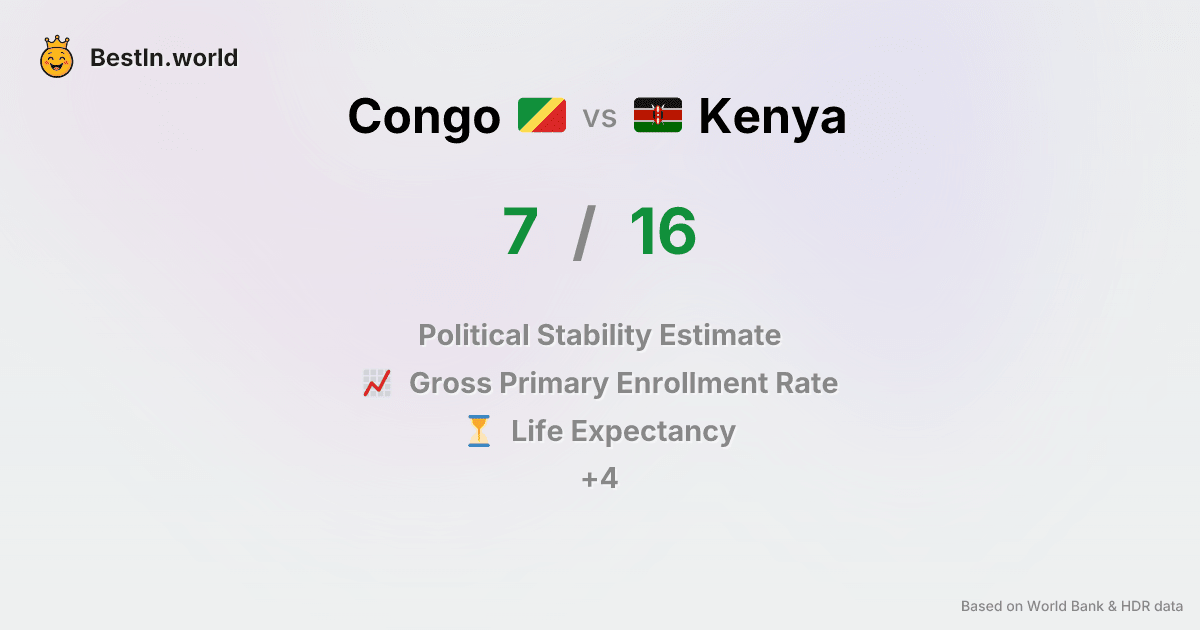 BestIn.world
Congo vs Kenya
7 / 16
Political Stability Estimate
Gross Primary Enrollment Rate
Life Expectancy
+4
Based on World Bank & HDR data